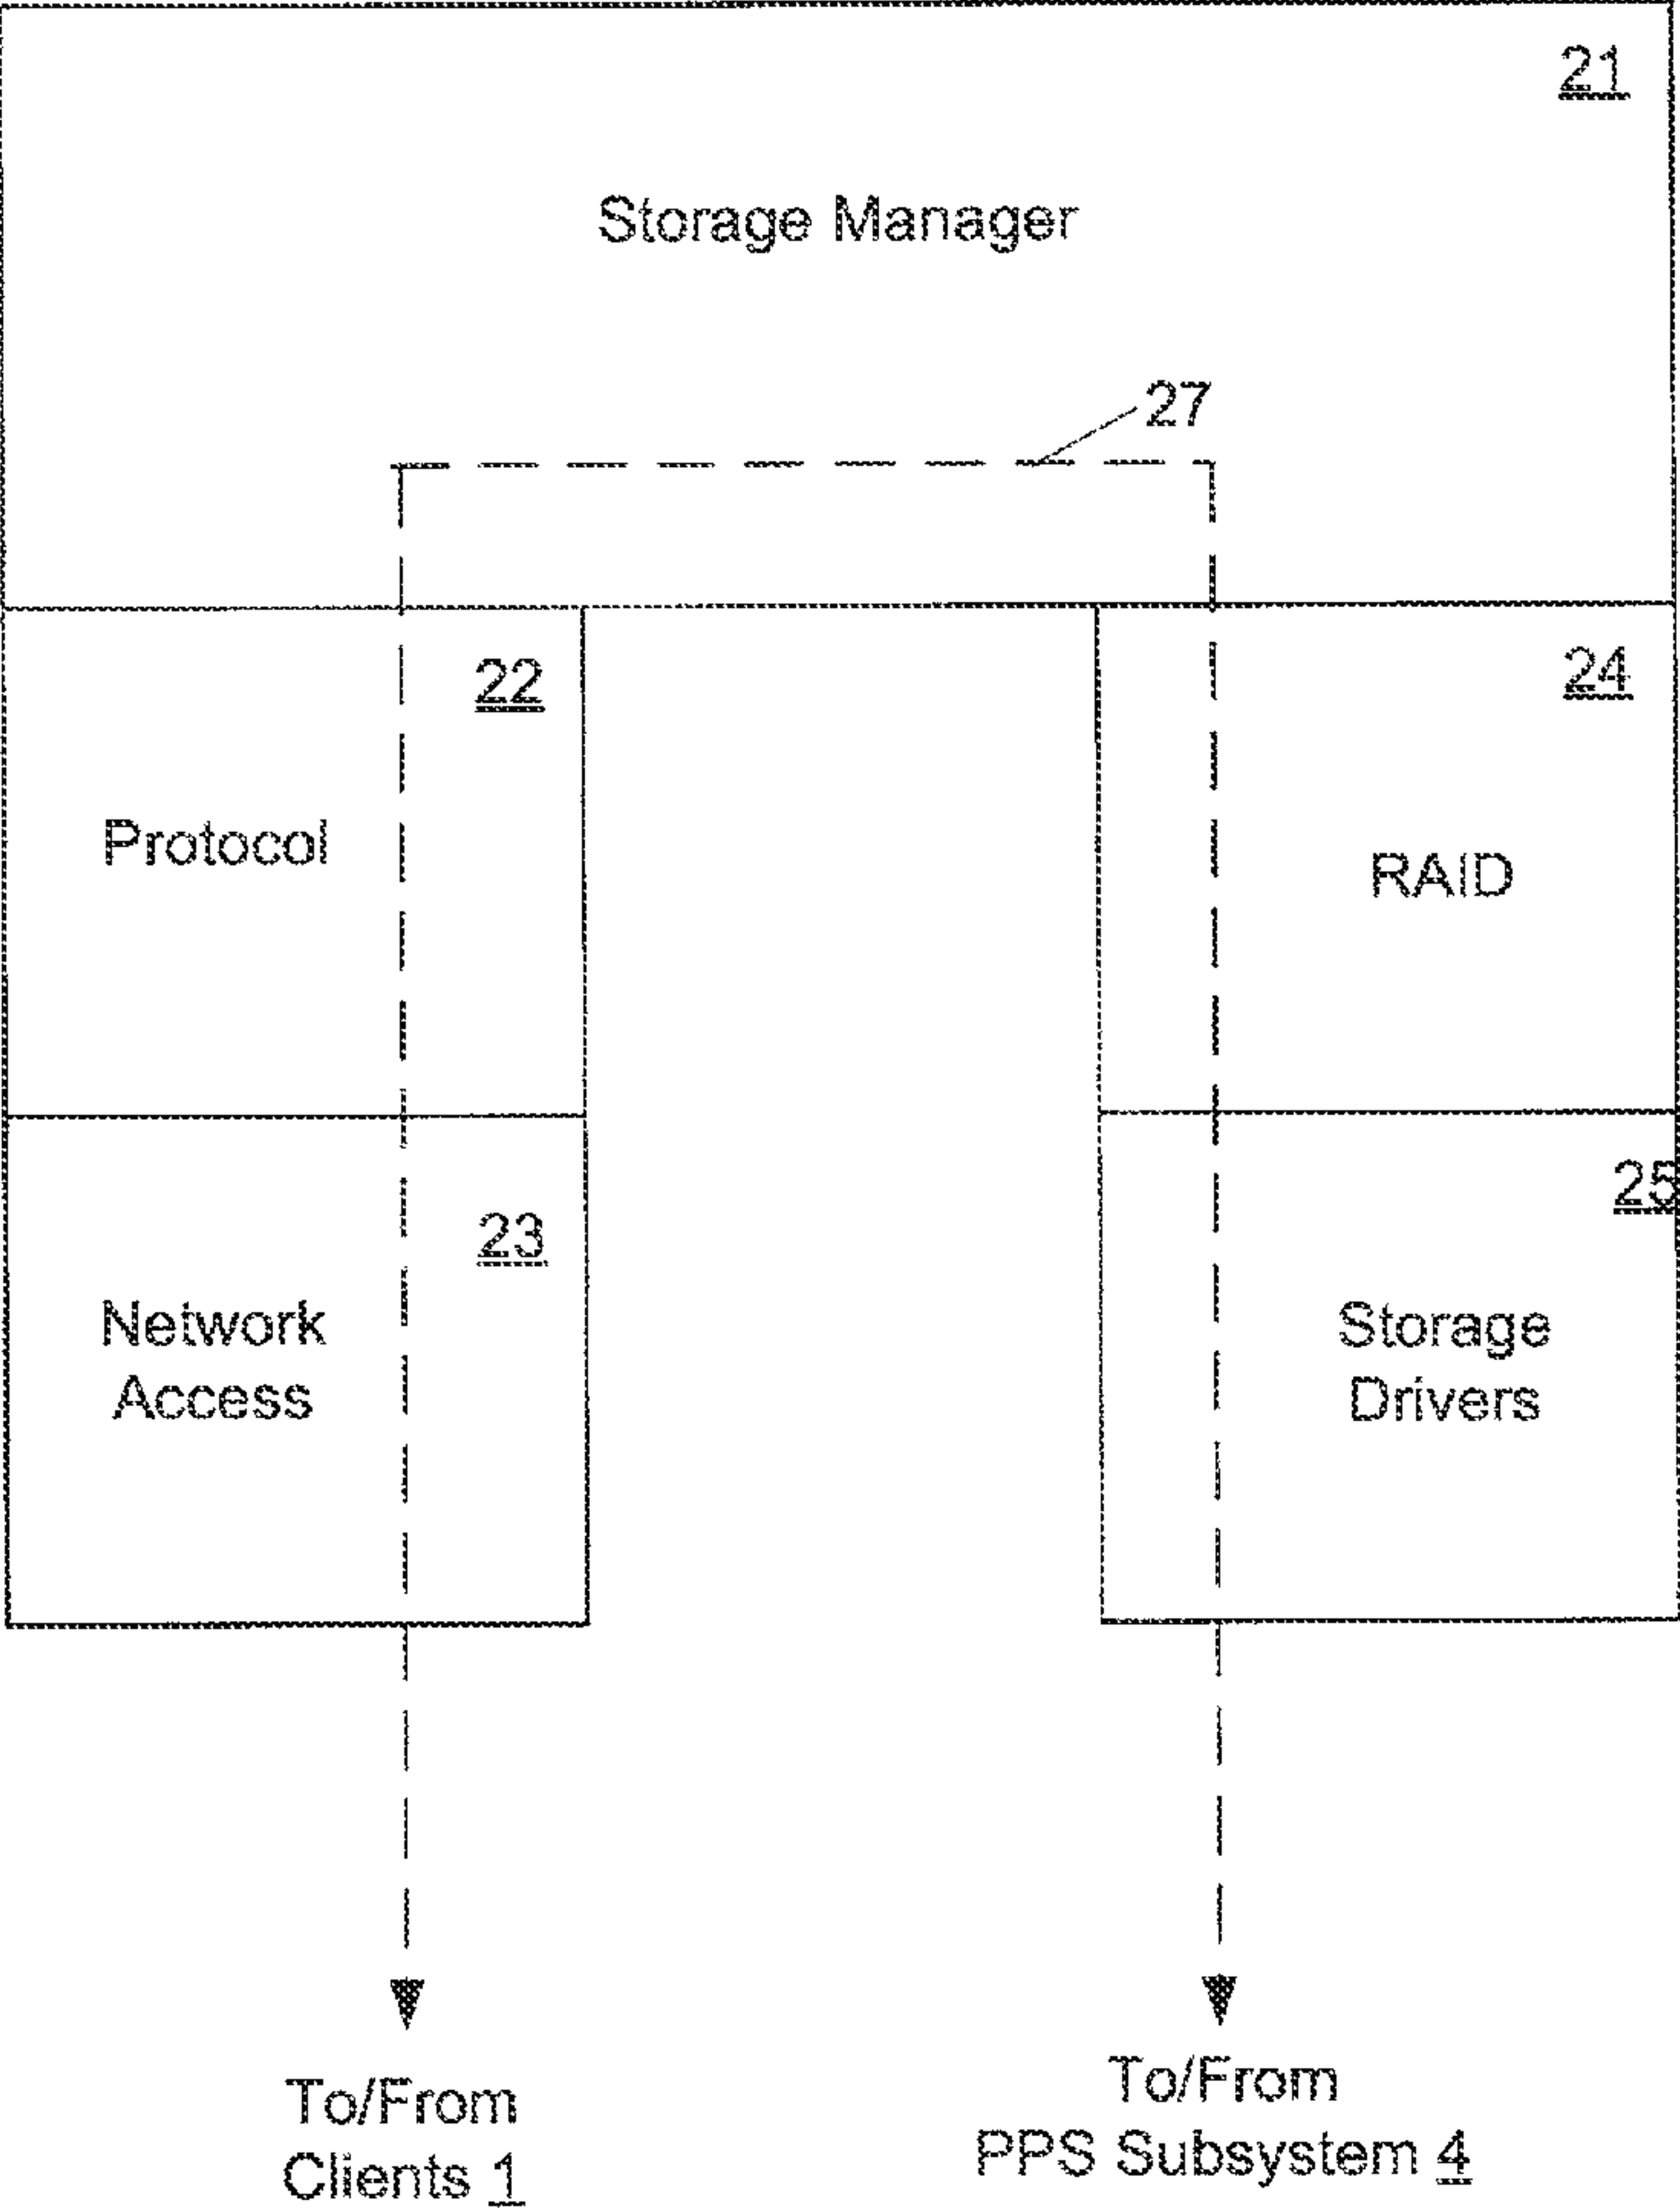 21
Storage Manager
27
22
Protocol
24
RAID
23
Network
Access
25
Storage
Drivers
To/From
Clients 1
To/From
PPS Subsystem 4